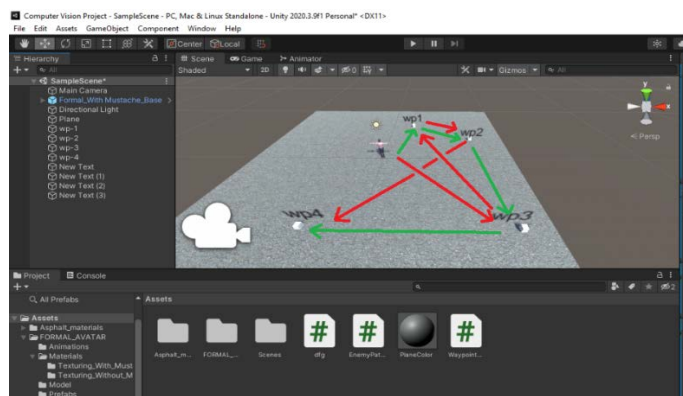 Computer Vision Project - SampleScene - PC, Mac & Linux Standalone - Unity 2020.3.9f1 Personal* <DX11>
File Edit Assets GameObject Component Window Help
Center Local
Hierarchy
Scene Game Animator
All
Shaded 2D 0 Gizmos All
SampleScene*
Main Camera
Formal_With Mustache_Base
Directional Light
Plane
wp-1
wp-2
wp-3
wp-4
New Text
New Text (1)
New Text (2)
New Text (3)
wp1
wp2
wp3
wp4
y
Persp
Project Console
2
All Prefabs
Assets
Assets
Asphalt_materials
FORMAL_AVATAR
Animations
Materials
Texturing_With_Must
Texturing_Without_M
Model
Prefabs
Asphalt_m... FORMAL_... Scenes dfg EnemyPat... PlaneColor Waypoint...